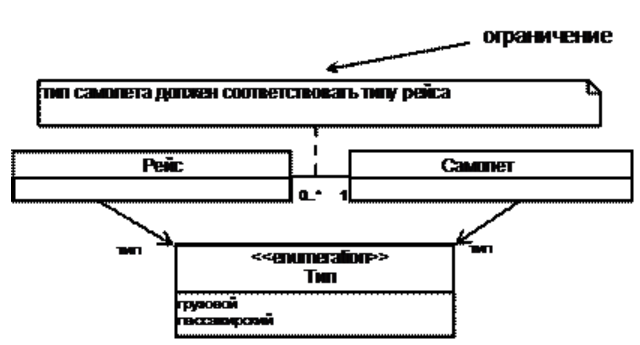 ограничение
тип самолета должен соответствовать типу рейса
Рейс
Самолет
0..*
1
тип
тип
<<enumeration>>
Тип
грузовой
пассажирский